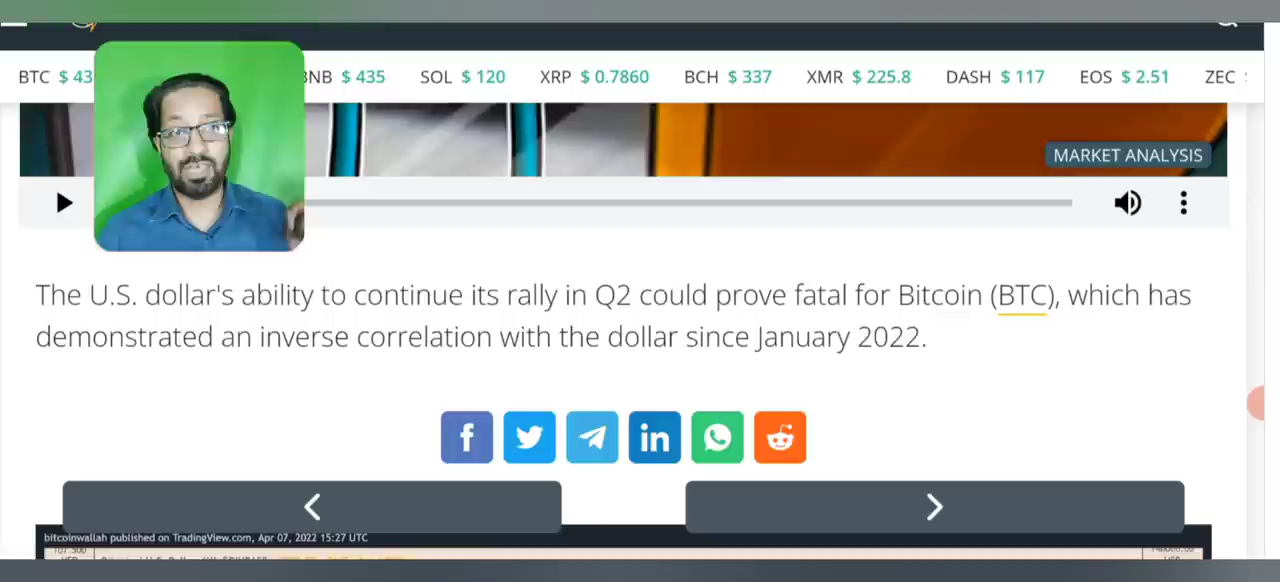 BTC $ 43 BNB $ 435 SOL $ 120 XRP $ 0.7860 BCH $ 337 XMR $ 225.8 DASH $ 117 EOS $ 2.51 ZEC
MARKET ANALYSIS
The U.S. dollar's ability to continue its rally in Q2 could prove fatal for Bitcoin (BTC), which has
demonstrated an inverse correlation with the dollar since January 2022.
bitcoinwallah published on TradingView.com, Apr 07, 2022 15:27 UTC